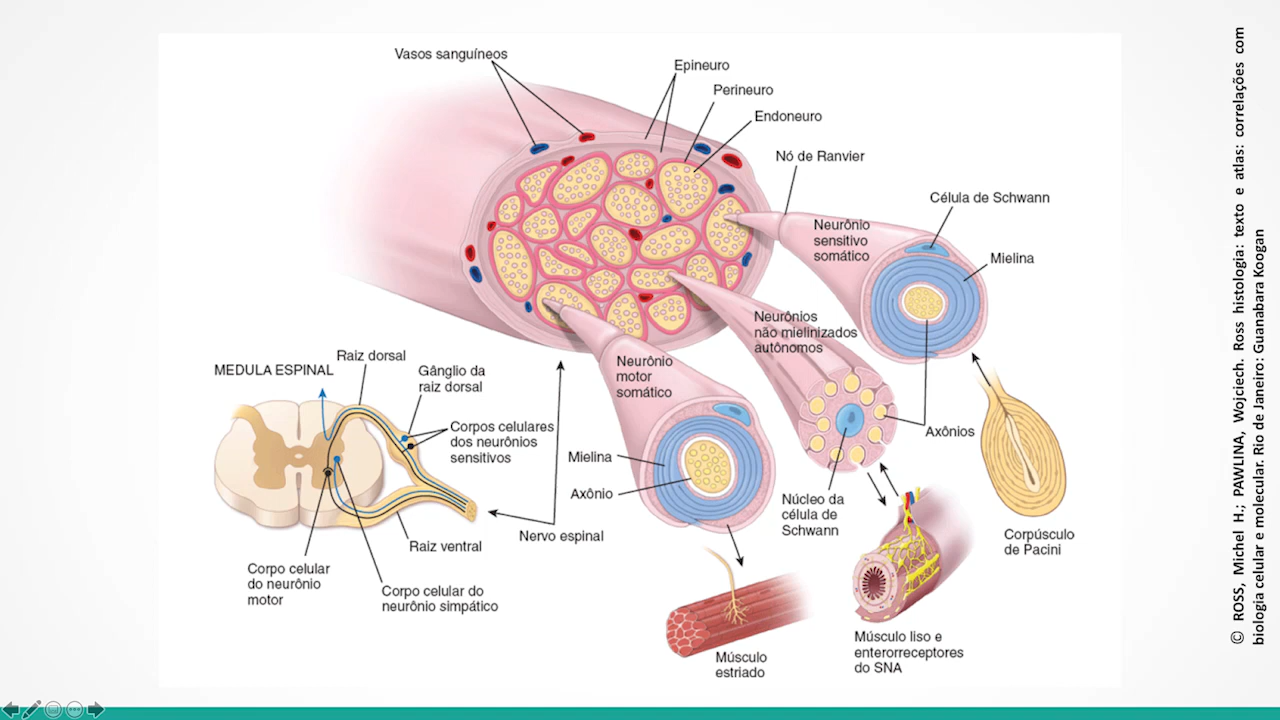 Vasos sanguíneos
Epineuro
Perineuro
Endoneuro
Nó de Ranvier
Célula de Schwann
Neurônio
sensitivo
somático
Mielina
Neurônios
não mielinizados
autônomos
Neurônio
motor
somático
Raiz dorsal
MEDULA ESPINAL
Gânglio da
raiz dorsal
Corpos celulares
dos neurônios
sensitivos
Mielina
Axônio
Axônios
Núcleo da
célula de
Schwann
Nervo espinal
Raiz ventral
Corpo celular
do neurônio
motor
Corpo celular do
neurônio simpático
Corpúsculo
de Pacini
Músculo
estriado
Músculo liso e
enterorreceptores
do SNA
© ROSS, Michel H.; PAWLINA, Wojciech. Ross histologia: texto e atlas: correlações com
biologia celular e molecular. Rio de Janeiro: Guanabara Koogan